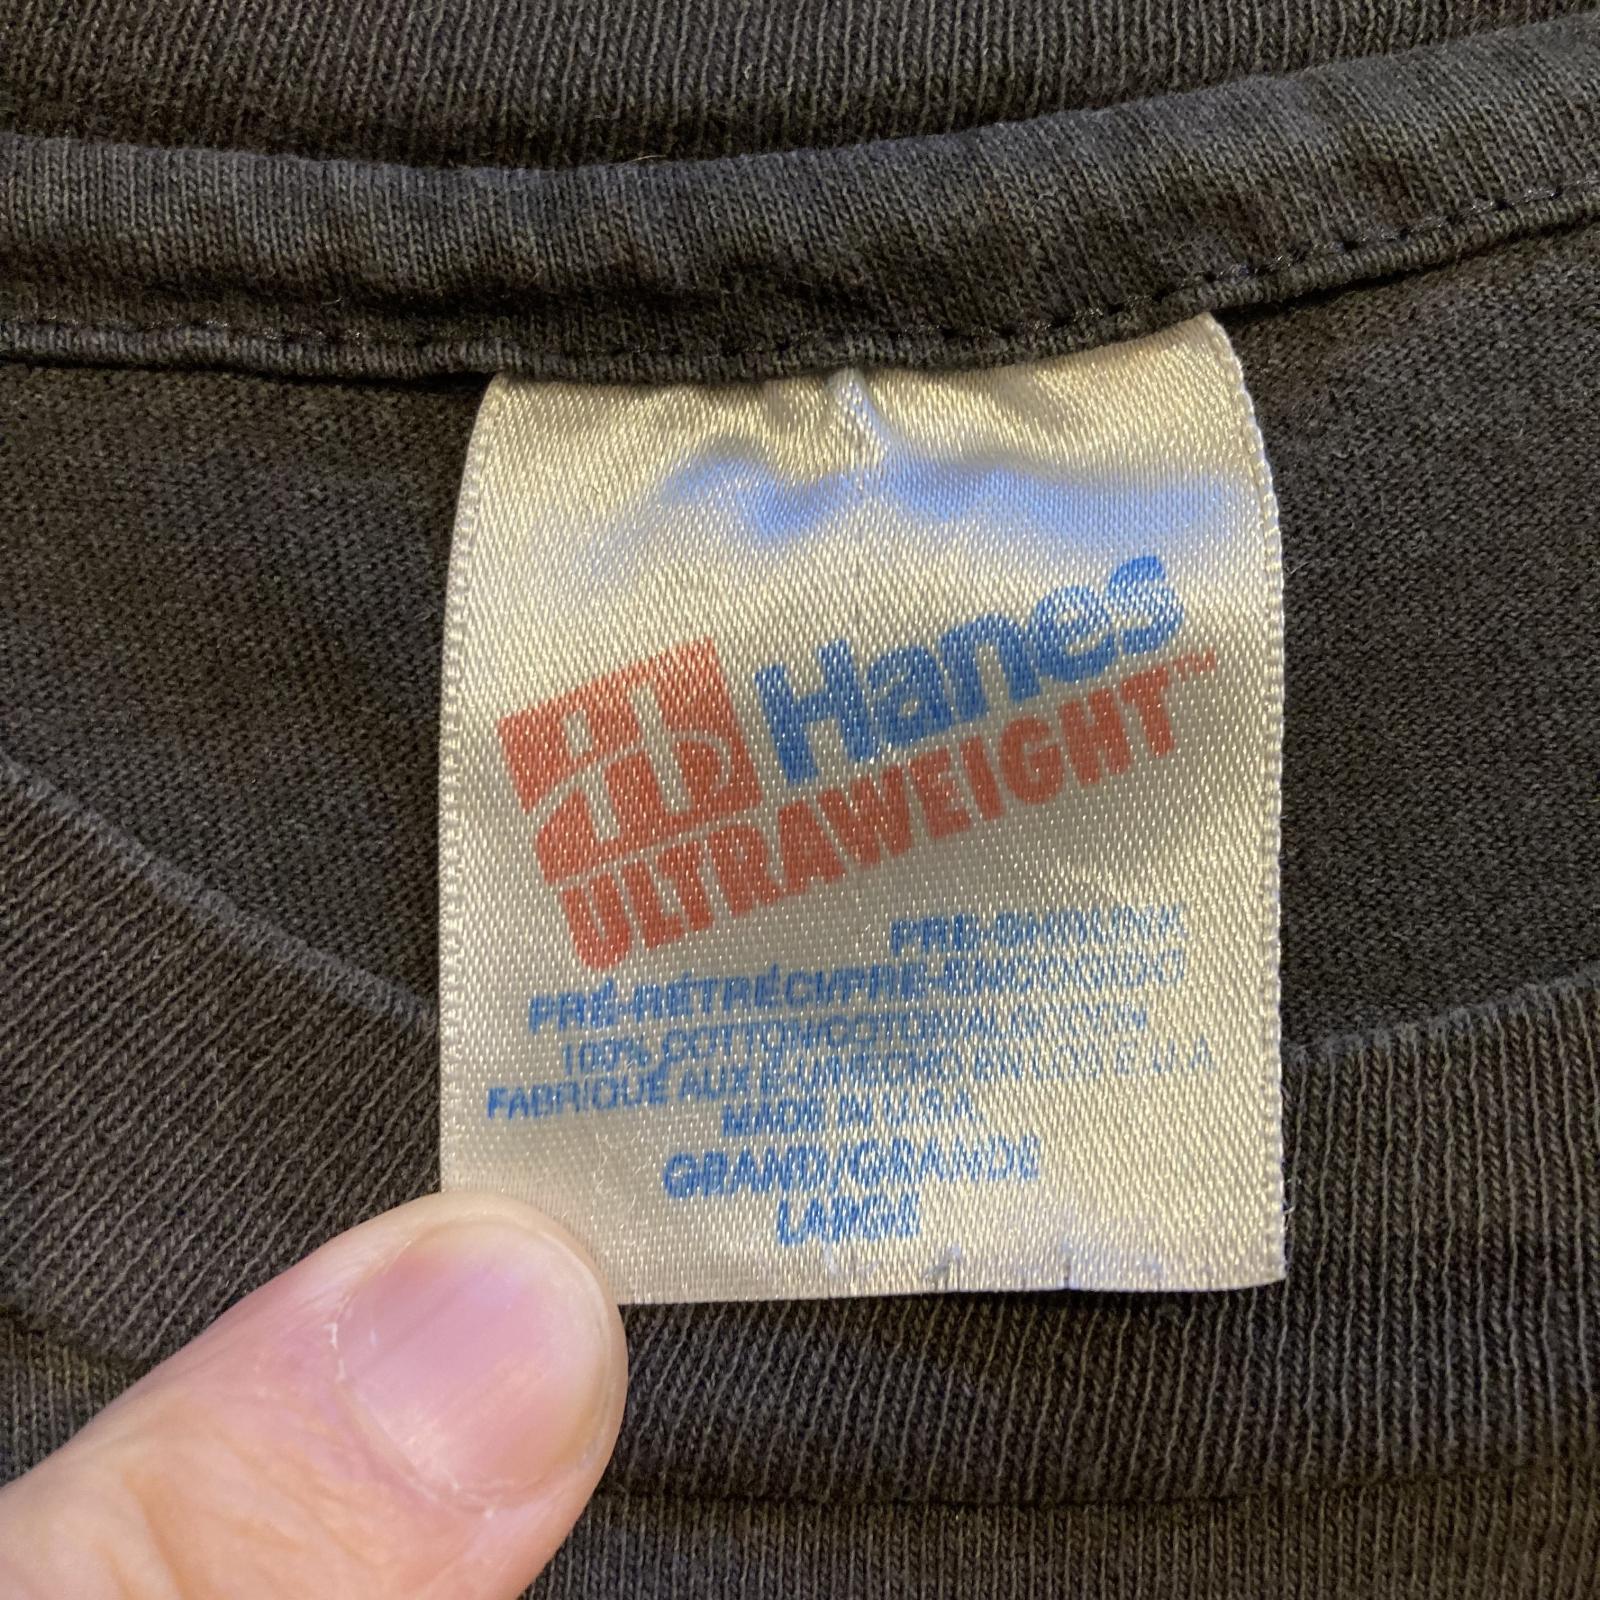 Hanes
ULTRAWEIGHT™
PRE-SHRUNK
PRÉ-RÉTRÉCI/PRE-ENCOGIDO
100% COTTON/COTON/ALGODON
FABRIQUÉ AUX É-U/HECHO EN LOS E.U.A
MADE IN U.S.A.
GRAND/GRANDE
LARGE